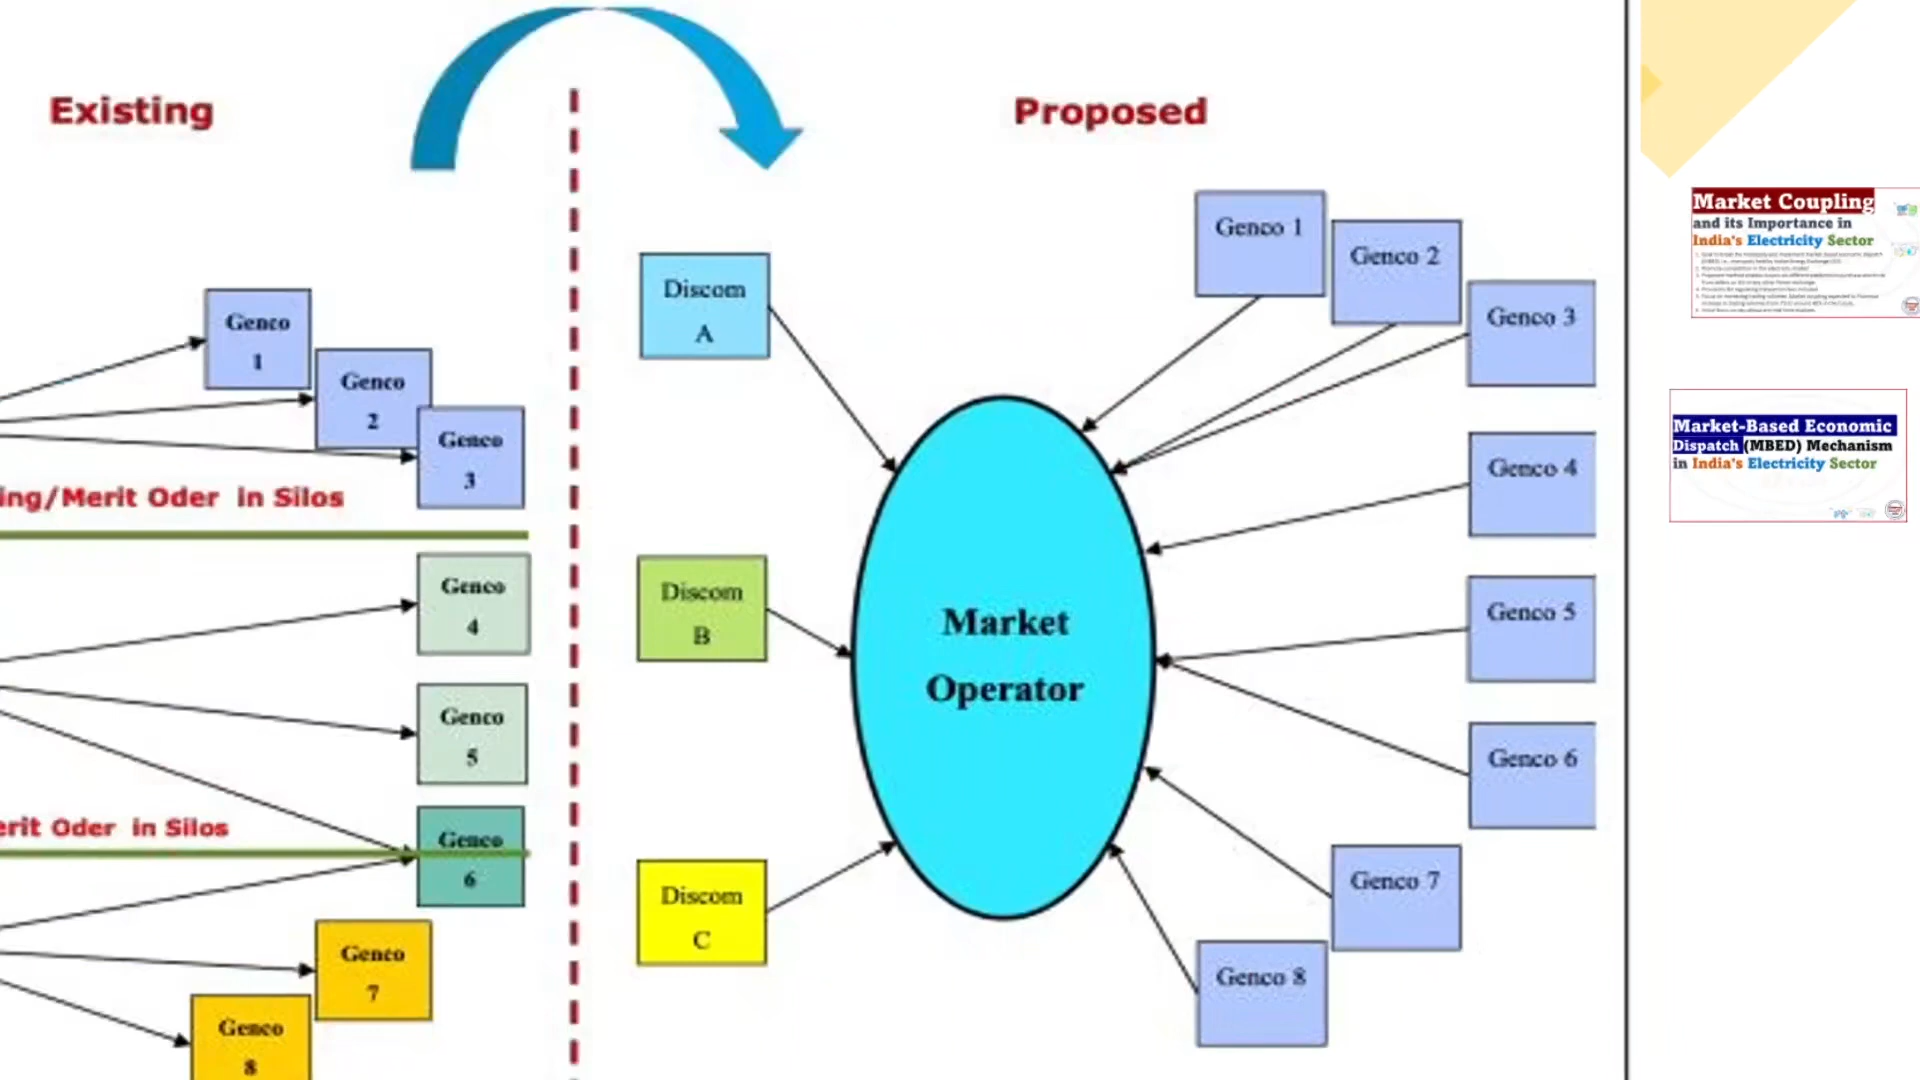 Existing
Proposed
Genco
1
Genco
2
Genco
3
ing/Merit Oder in Silos
Genco
4
Genco
5
erit Oder in Silos
Genco
6
Genco
7
Genco
8
Discom
A
Discom
B
Discom
C
Market
Operator
Genco 1
Genco 2
Genco 3
Genco 4
Genco 5
Genco 6
Genco 7
Genco 8
Market Coupling
and its Importance in
India's Electricity Sector
Market-Based Economic
Dispatch (MBED) Mechanism
in India's Electricity Sector